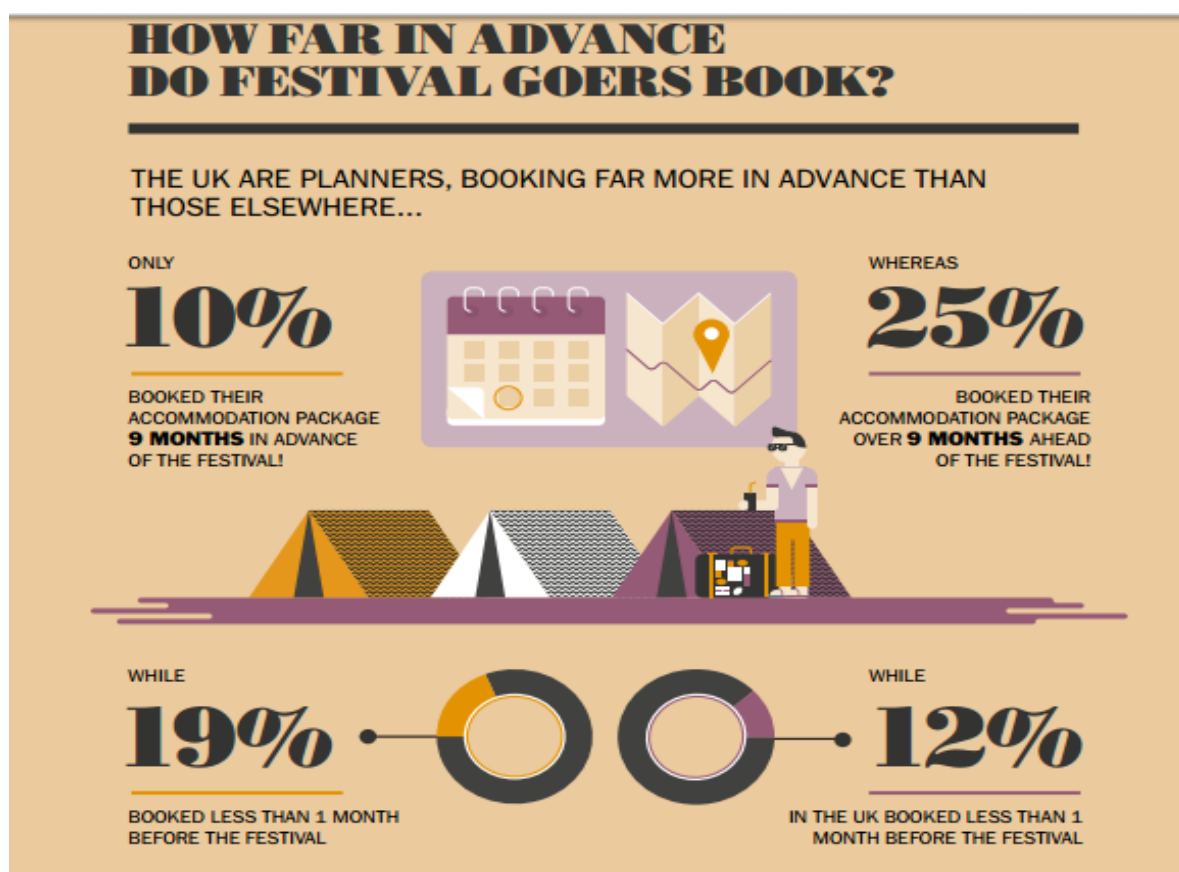 HOW FAR IN ADVANCE
DO FESTIVAL GOERS BOOK?
THE UK ARE PLANNERS, BOOKING FAR MORE IN ADVANCE THAN
THOSE ELSEWHERE...
ONLY
10%
BOOKED THEIR
ACCOMMODATION PACKAGE
9 MONTHS IN ADVANCE
OF THE FESTIVAL!
WHEREAS
25%
BOOKED THEIR
ACCOMMODATION PACKAGE
OVER 9 MONTHS AHEAD
OF THE FESTIVAL!
WHILE
19%
BOOKED LESS THAN 1 MONTH
BEFORE THE FESTIVAL
WHILE
12%
IN THE UK BOOKED LESS THAN 1
MONTH BEFORE THE FESTIVAL